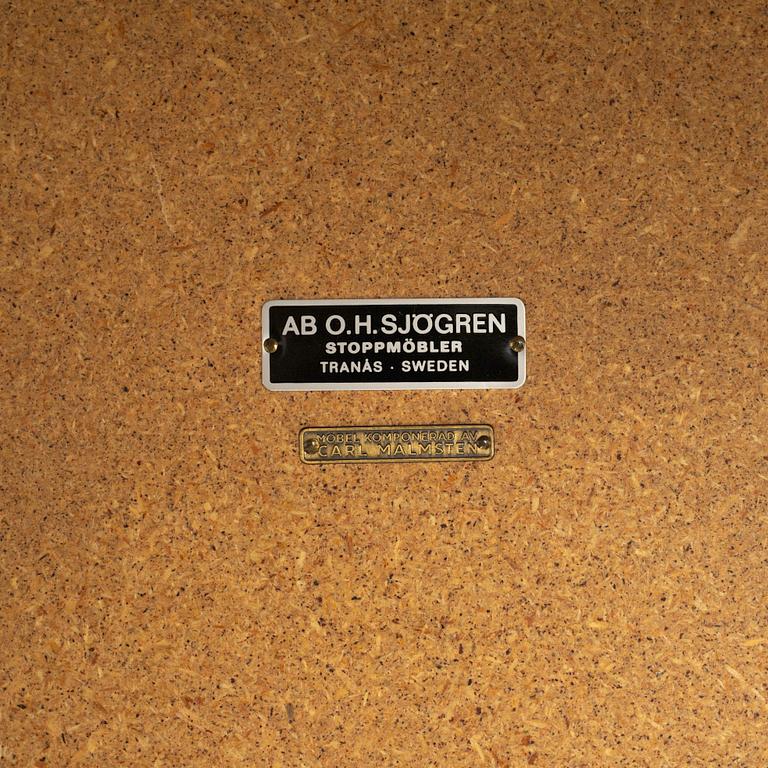 AB O.H. SJÖGREN
STOPPMÖBLER
TRANÅS · SWEDEN
MÖBEL KOMPONERAD AV
CARL MALMSTEN